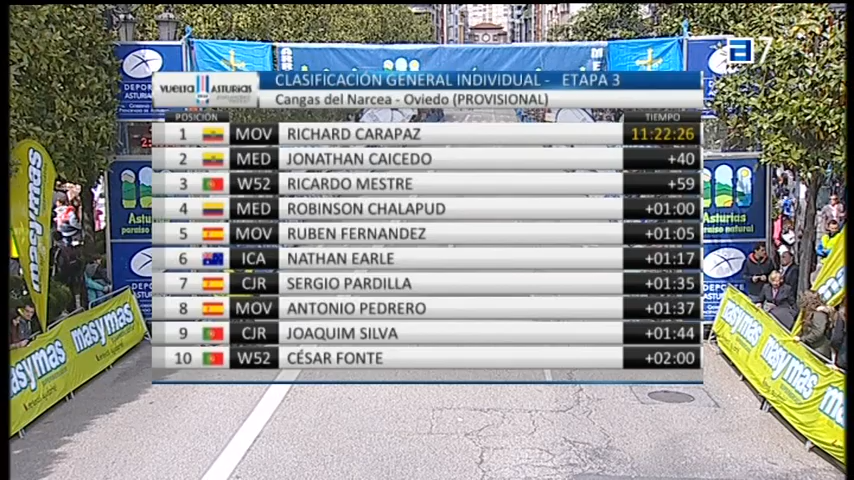 7
vuelta ASTURIAS
CLASIFICACIÓN GENERAL INDIVIDUAL - ETAPA 3
Cangas del Narcea - Oviedo (PROVISIONAL)
POSICIÓN TIEMPO
1 MOV RICHARD CARAPAZ 11:22:26
2 MED JONATHAN CAICEDO +40
3 W52 RICARDO MESTRE +59
4 MED ROBINSON CHALAPUD +01:00
5 MOV RUBEN FERNANDEZ +01:05
6 ICA NATHAN EARLE +01:17
7 CJR SERGIO PARDILLA +01:35
8 MOV ANTONIO PEDRERO +01:37
9 CJR JOAQUIM SILVA +01:44
10 W52 CÉSAR FONTE +02:00
Asturias
paraíso natural
masymas
masymas
masymas
masymas